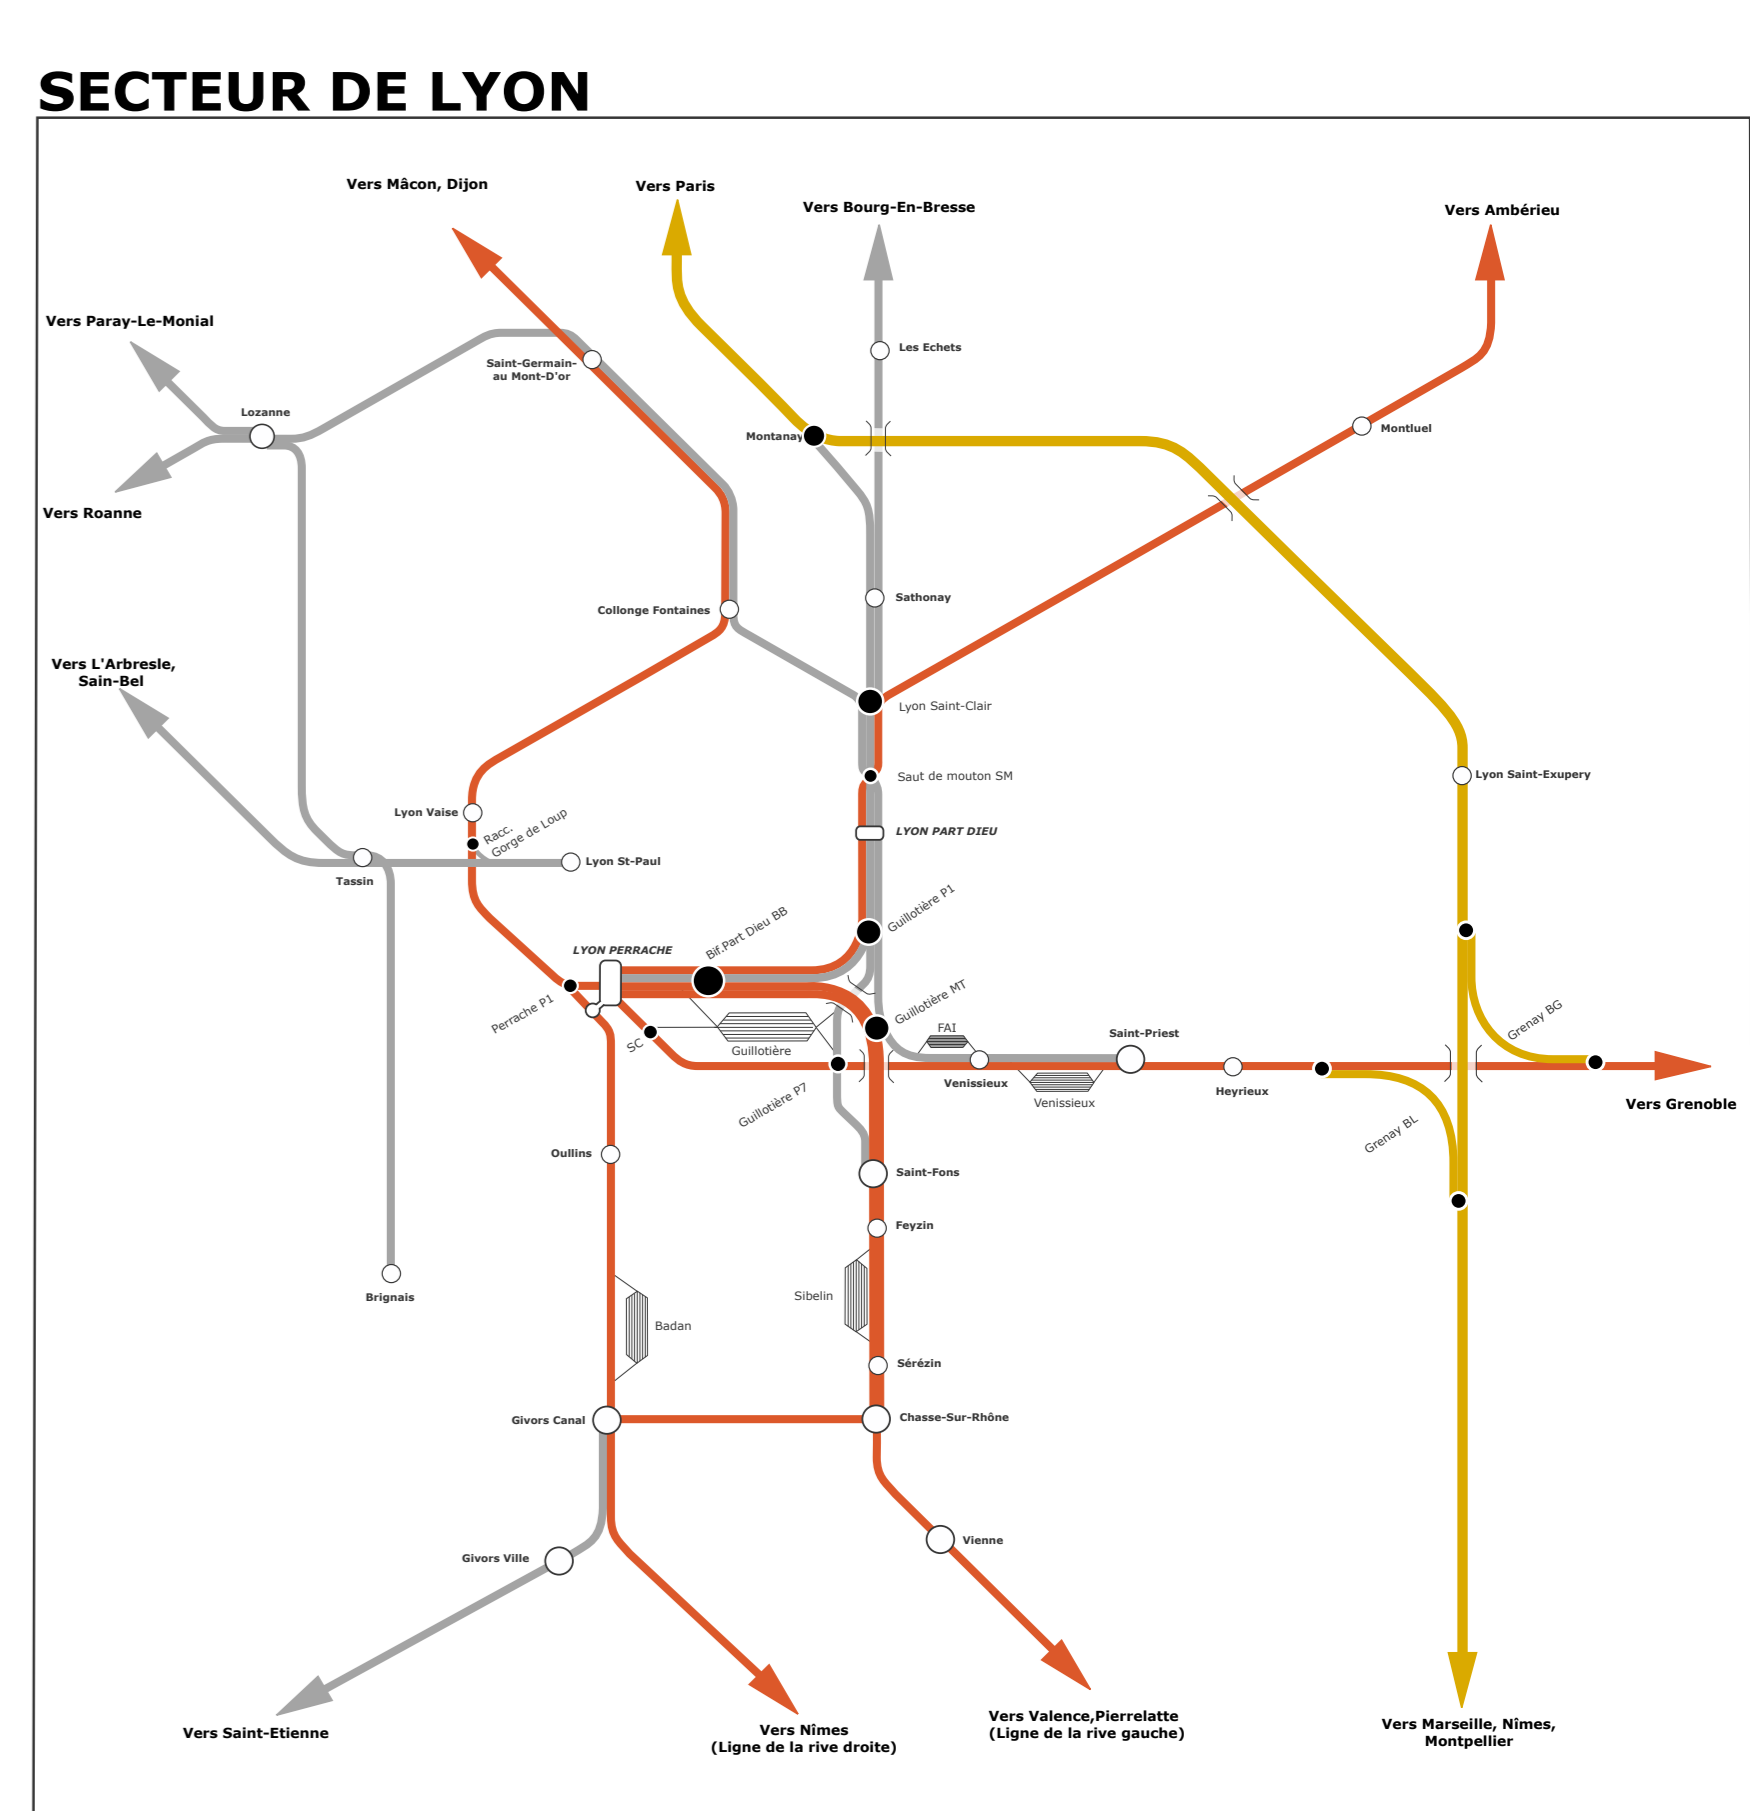 SECTEUR DE LYON
Vers Mâcon, Dijon
Vers Paris
Vers Bourg-En-Bresse
Vers Ambérieu
Vers Paray-Le-Monial
Les Echets
Saint-Germain-
au Mont-D'or
Lozanne
Montanay
Montluel
Vers Roanne
Sathonay
Collonge Fontaines
Vers L'Arbresle,
Sain-Bel
Lyon Saint-Clair
Saut de mouton SM
Lyon Saint-Exupery
Lyon Vaise
Racc.
Gorge de Loup
LYON PART DIEU
Lyon St-Paul
Tassin
Guillotière P1
Bif.Part Dieu BB
LYON PERRACHE
Perrache P1
Guillotière MT
SC
Guillotière
FAI
Saint-Priest
Grenay BG
Venissieux
Venissieux
Heyrieux
Guillotière P7
Vers Grenoble
Grenay BL
Oullins
Saint-Fons
Feyzin
Brignais
Sibelin
Badan
Sérézin
Givors Canal
Chasse-Sur-Rhône
Vienne
Givors Ville
Vers Saint-Etienne
Vers Nîmes
(Ligne de la rive droite)
Vers Valence,Pierrelatte
(Ligne de la rive gauche)
Vers Marseille, Nîmes,
Montpellier